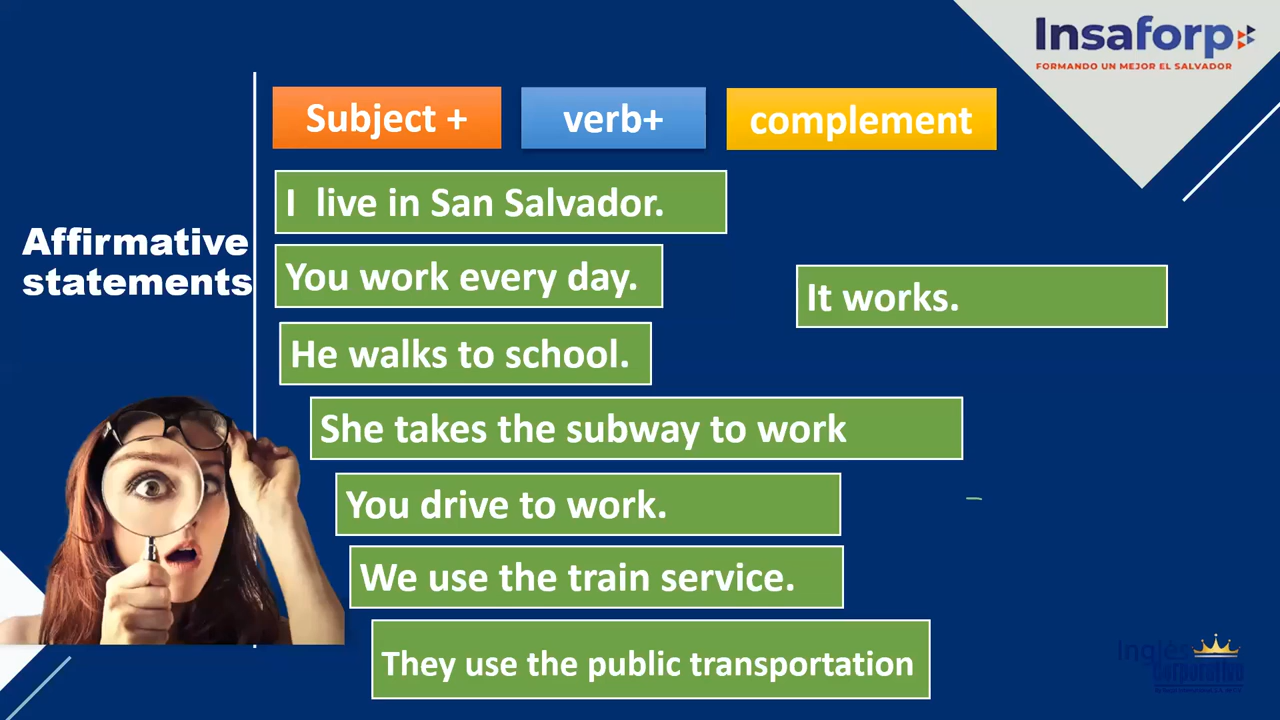 Insaforp
FORMANDO UN MEJOR EL SALVADOR
Subject +
verb+
complement
Affirmative
statements
I live in San Salvador.
You work every day.
It works.
He walks to school.
She takes the subway to work
You drive to work.
We use the train service.
They use the public transportation
Inglés
Corporativo